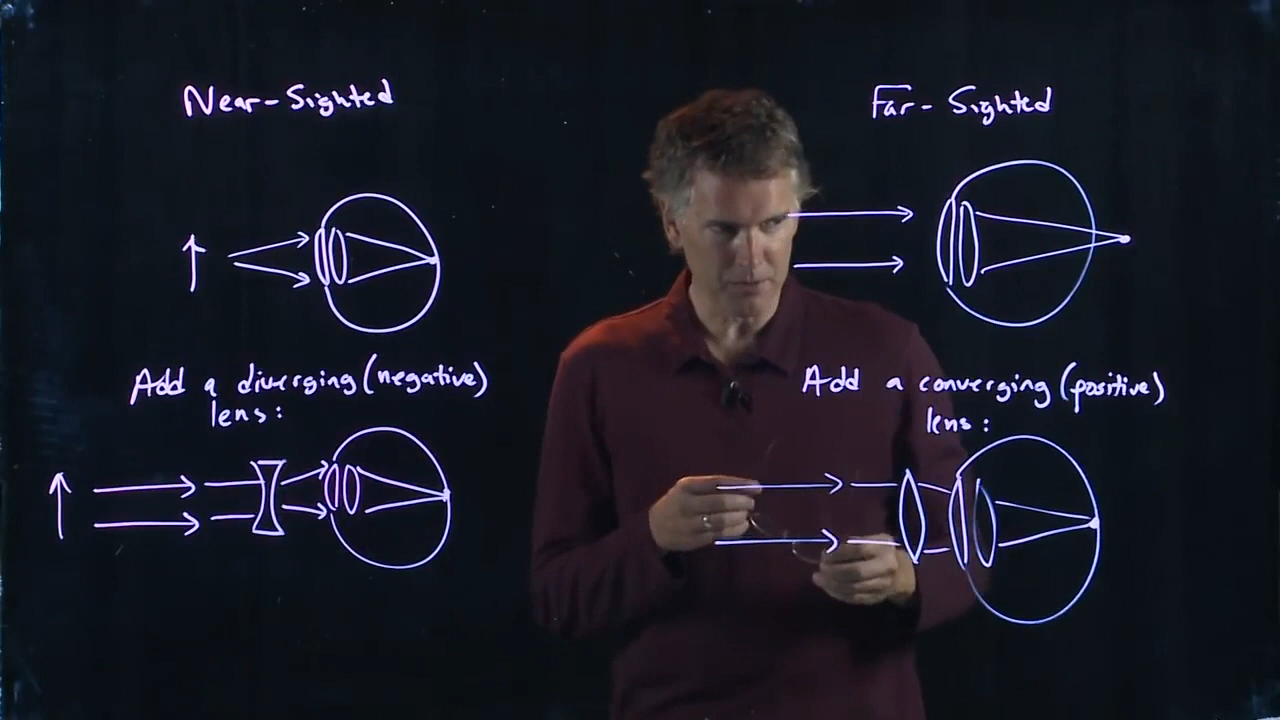 Near-Sighted
Add a diverging (negative)
lens:
Far-Sighted
Add a converging (positive)
lens: